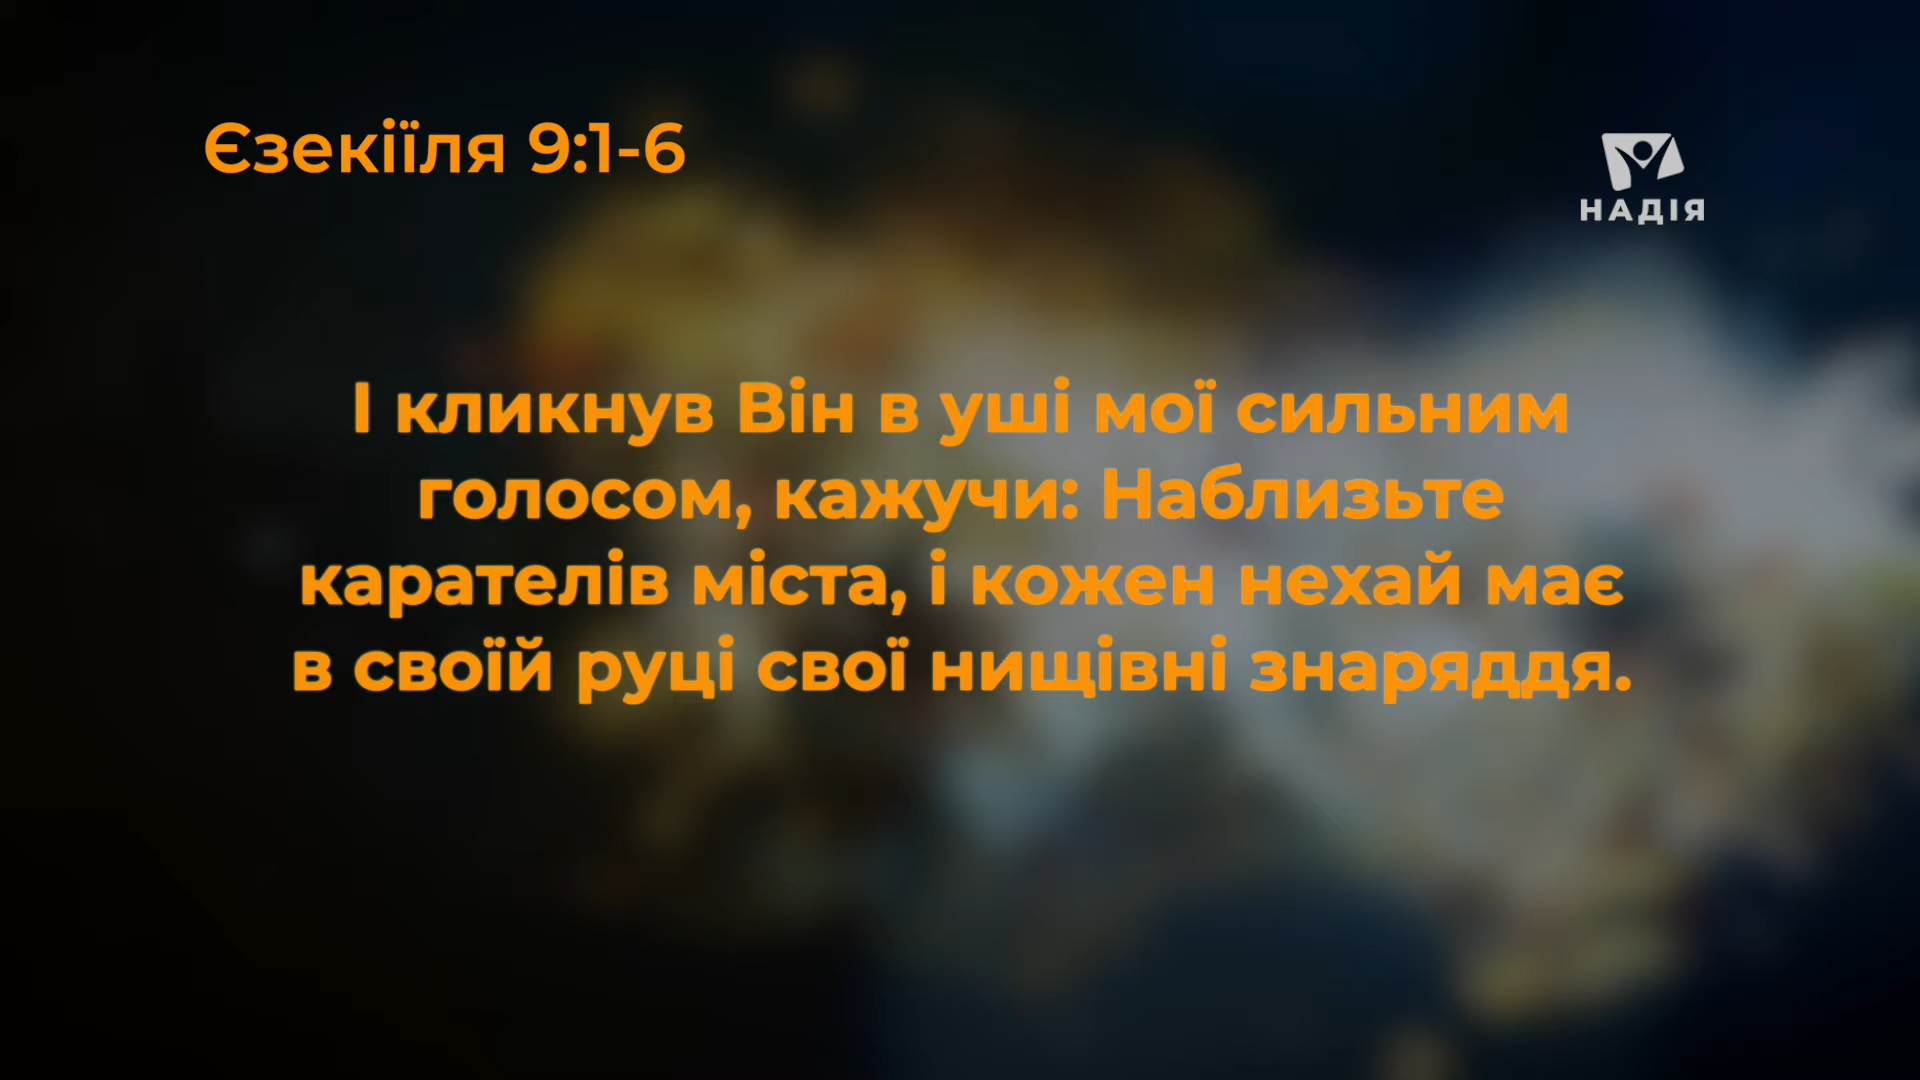 Єзекіїля 9:1-6
НАДІЯ
І кликнув Він в уші мої сильним
голосом, кажучи: Наблизьте
карателів міста, і кожен нехай має
в своїй руці свої нищівні знаряддя.